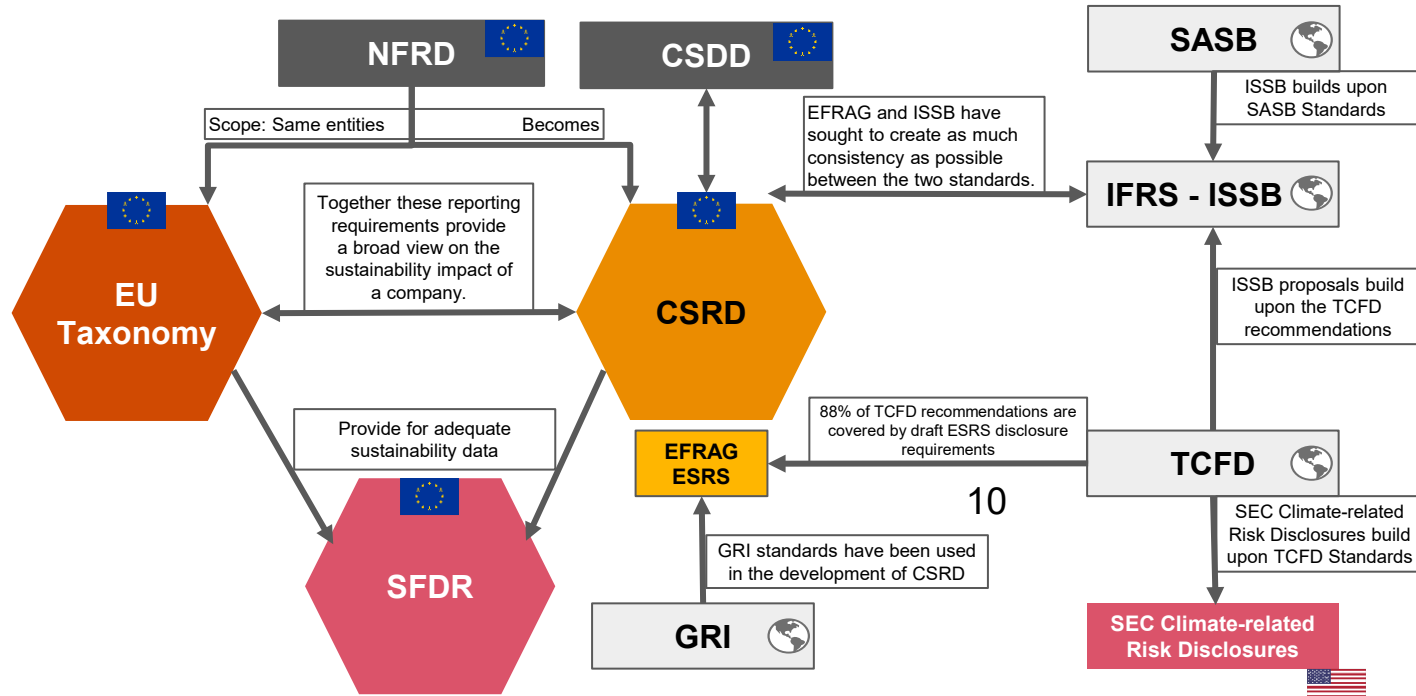 NFRD
CSDD
SASB
ISSB builds upon
SASB Standards
Scope: Same entities
Becomes
EFRAG and ISSB have
sought to create as much
consistency as possible
between the two standards.
IFRS - ISSB
Together these reporting
requirements provide
a broad view on the
sustainability impact of
a company.
EU
Taxonomy
CSRD
ISSB proposals build
upon the TCFD
recommendations
Provide for adequate
sustainability data
EFRAG
ESRS
88% of TCFD recommendations are
covered by draft ESRS disclosure
requirements
TCFD
10
SEC Climate-related
Risk Disclosures build
upon TCFD Standards
GRI standards have been used
in the development of CSRD
SFDR
GRI
SEC Climate-related
Risk Disclosures